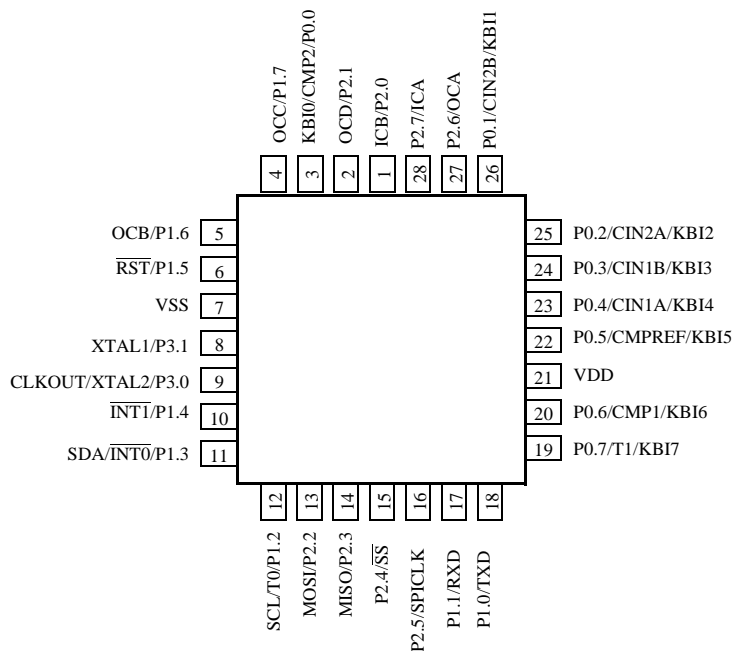 OCC/P1.7
KBI0/CMP2/P0.0
OCD/P2.1
ICB/P2.0
P2.7/ICA
P2.6/OCA
P0.1/CIN2B/KBI1
4
3
2
1
28
27
26
OCB/P1.6 5
RST/P1.5 6
VSS 7
XTAL1/P3.1 8
CLKOUT/XTAL2/P3.0 9
INT1/P1.4 10
SDA/INT0/P1.3 11
25 P0.2/CIN2A/KBI2
24 P0.3/CIN1B/KBI3
23 P0.4/CIN1A/KBI4
22 P0.5/CMPREF/KBI5
21 VDD
20 P0.6/CMP1/KBI6
19 P0.7/T1/KBI7
12
13
14
15
16
17
18
SCL/T0/P1.2
MOSI/P2.2
MISO/P2.3
P2.4/SS
P2.5/SPICLK
P1.1/RXD
P1.0/TXD